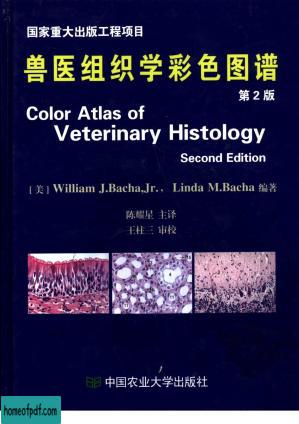 国家重大出版工程项目
兽医组织学彩色图谱
第2版
Color Atlas of
Veterinary Histology
Second Edition
[美] William J.Bacha,Jr., Linda M.Bacha 编著
陈耀星 主译
王柱三 审校
中国农业大学出版社
homeofpdf.com